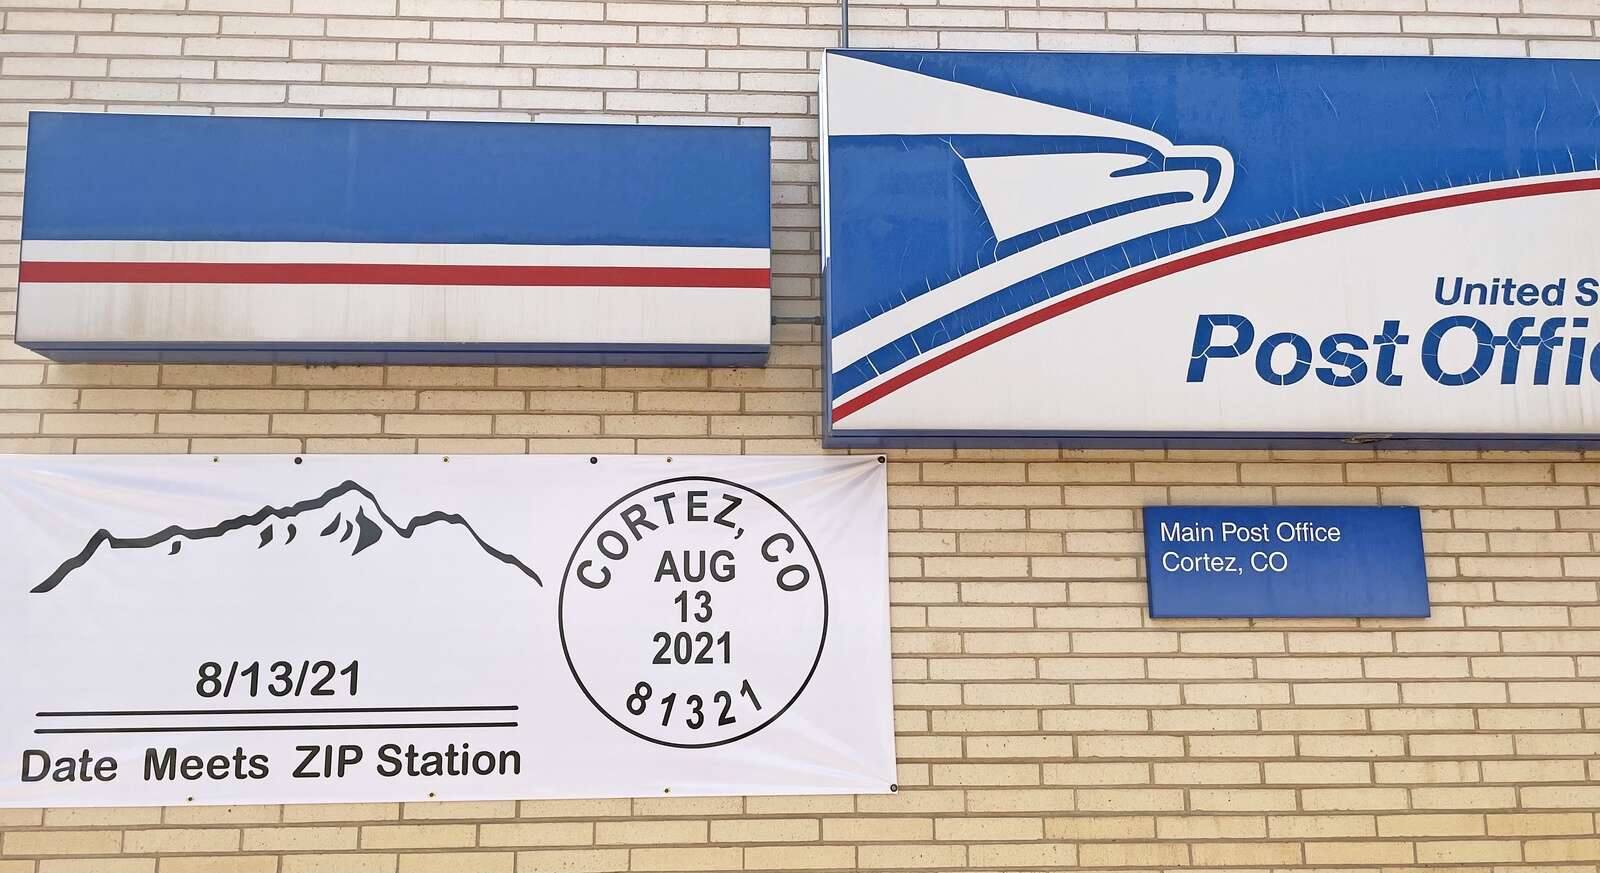 United S
Post Offi
Main Post Office
Cortez, CO
CORTEZ, CO
AUG
13
2021
81321
8/13/21
Date Meets ZIP Station